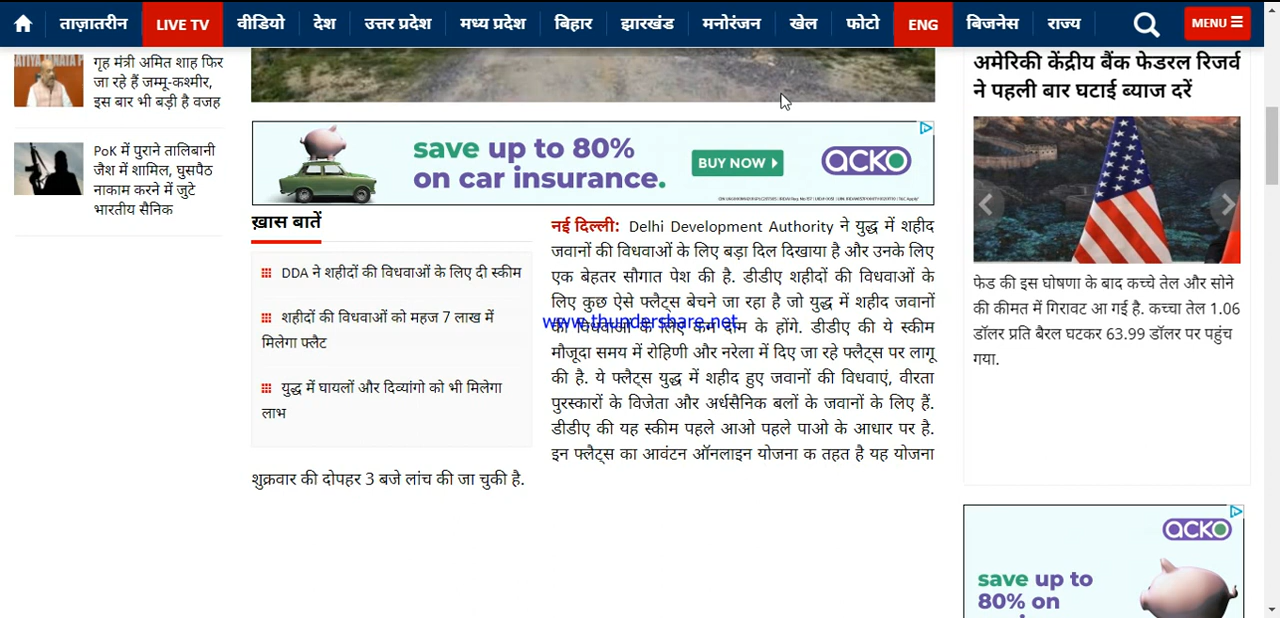 ताज़ातरीन LIVE TV वीडियो देश उत्तर प्रदेश मध्य प्रदेश बिहार झारखंड मनोरंजन खेल फोटो ENG बिजनेस राज्य MENU
गृह मंत्री अमित शाह फिर
जा रहे हैं जम्मू-कश्मीर,
इस बार भी बड़ी है वजह
PoK में पुराने तालिबानी
जैश में शामिल, घुसपैठ
नाकाम करने में जुटे
भारतीय सैनिक
save up to 80%
on car insurance.
BUY NOW
acko
ख़ास बातें
DDA ने शहीदों की विधवाओं के लिए दी स्कीम
शहीदों की विधवाओं को महज 7 लाख में
मिलेगा फ्लैट
युद्ध में घायलों और दिव्यांगो को भी मिलेगा
लाभ
नई दिल्ली: Delhi Development Authority ने युद्ध में शहीद
जवानों की विधवाओं के लिए बड़ा दिल दिखाया है और उनके लिए
एक बेहतर सौगात पेश की है. डीडीए शहीदों की विधवाओं के
लिए कुछ ऐसे फ्लैट्स बेचने जा रहा है जो युद्ध में शहीद जवानों
की विधवाओं के लिए कम दाम के होंगे. डीडीए की ये स्कीम
www.thundershare.net
मौजूदा समय में रोहिणी और नरेला में दिए जा रहे फ्लैट्स पर लागू
की है. ये फ्लैट्स युद्ध में शहीद हुए जवानों की विधवाएं, वीरता
पुरस्कारों के विजेता और अर्धसैनिक बलों के जवानों के लिए हैं.
डीडीए की यह स्कीम पहले आओ पहले पाओ के आधार पर है.
इन फ्लैट्स का आवंटन ऑनलाइन योजना क तहत है यह योजना
शुक्रवार की दोपहर 3 बजे लांच की जा चुकी है.
अमेरिकी केंद्रीय बैंक फेडरल रिजर्व
ने पहली बार घटाई ब्याज दरें
फेड की इस घोषणा के बाद कच्चे तेल और सोने
की कीमत में गिरावट आ गई है. कच्चा तेल 1.06
डॉलर प्रति बैरल घटकर 63.99 डॉलर पर पहुंच
गया.
acko
save up to
80% on